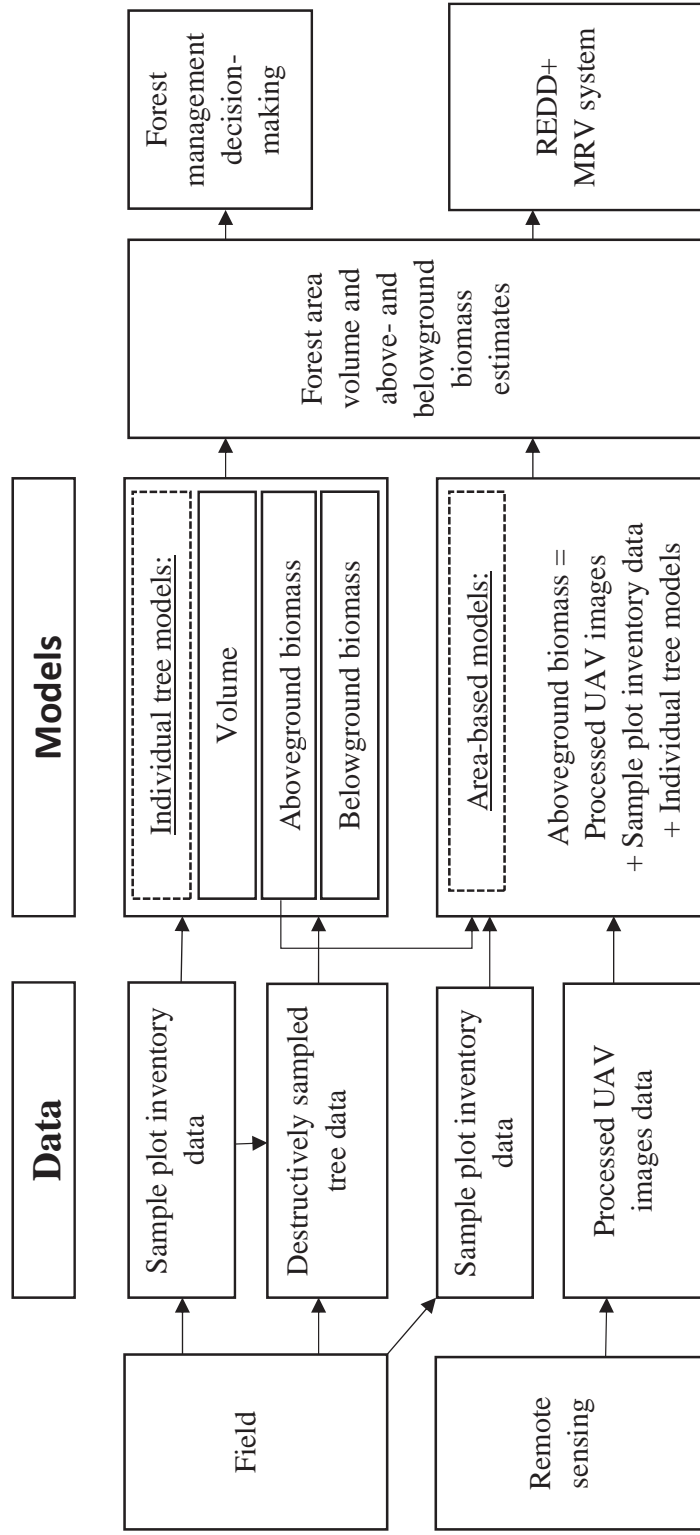 Data
Models
Field
Remote
sensing
Sample plot inventory
data
Destructively sampled
tree data
Sample plot inventory
data
Processed UAV
images data
Individual tree models:
Volume
Aboveground biomass
Belowground biomass
Area-based models:
Aboveground biomass =
Processed UAV images
+ Sample plot inventory data
+ Individual tree models
Forest area
volume and
above- and
belowground
biomass
estimates
Forest
management
decision-
making
REDD+
MRV system